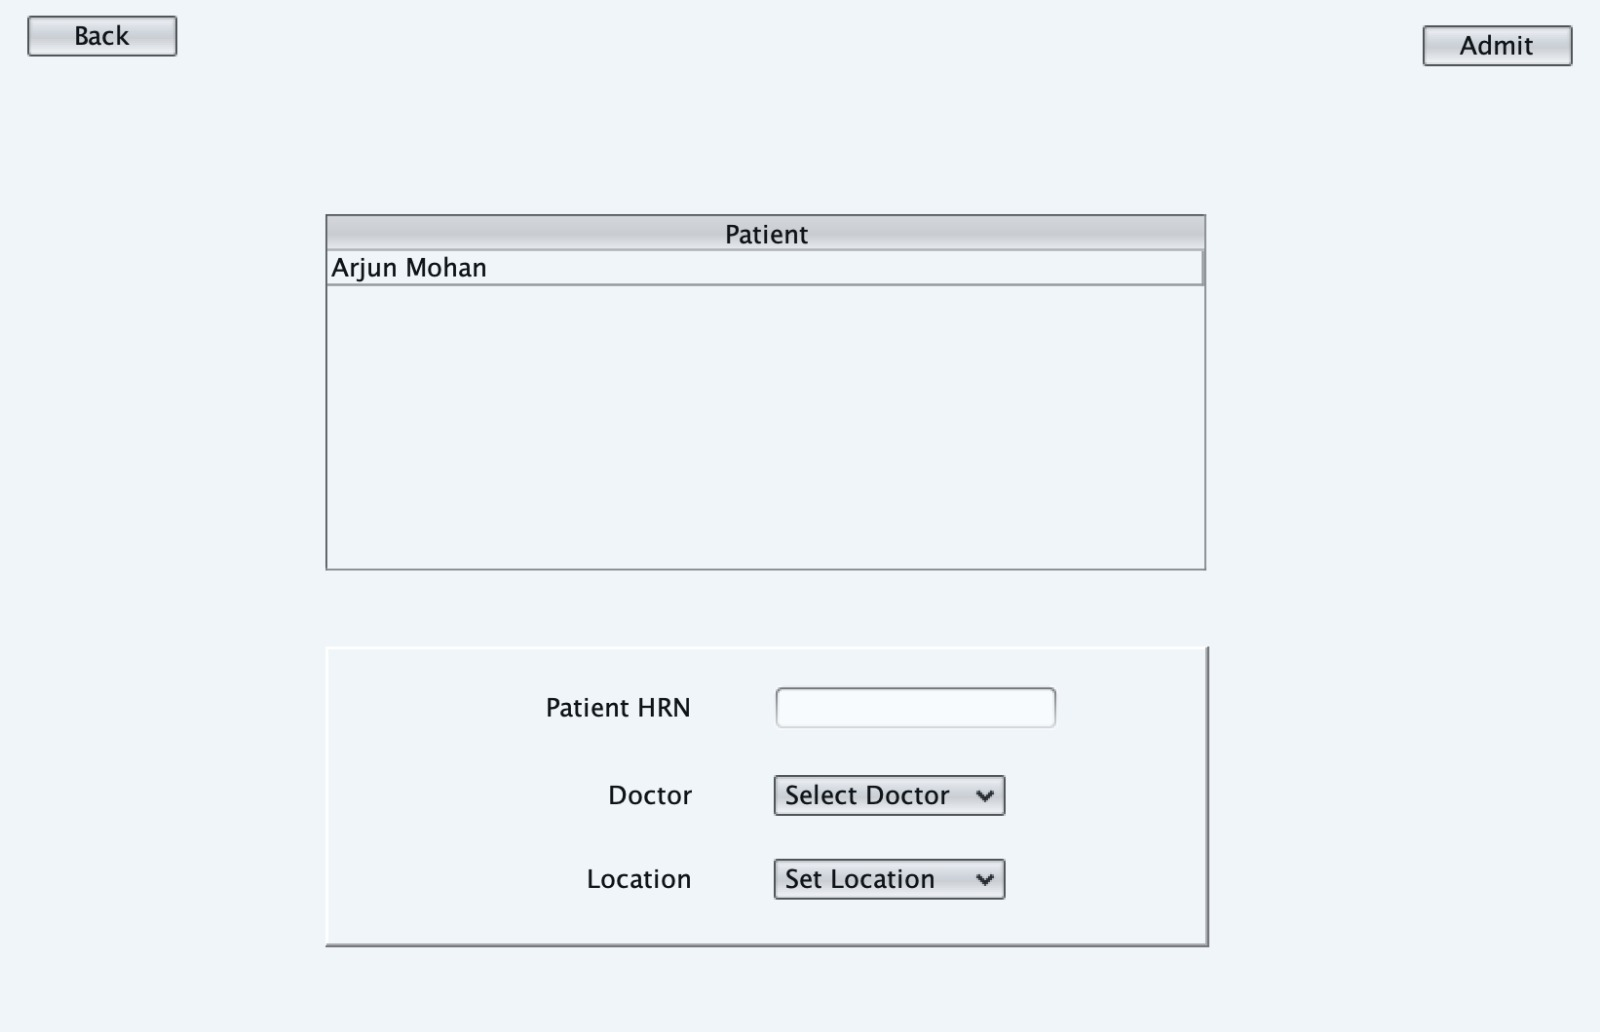 Back
Admit
Patient
Arjun Mohan
Patient HRN
Doctor
Select Doctor
Location
Set Location